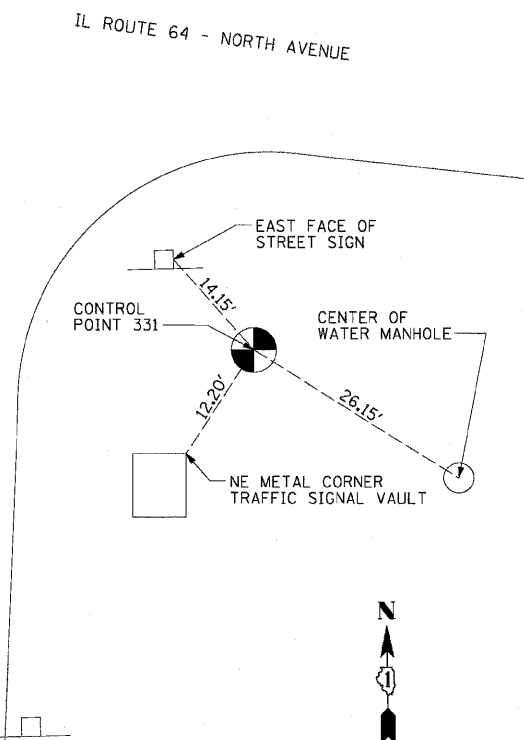 IL ROUTE 64 - NORTH AVENUE
EAST FACE OF
STREET SIGN
14.15'
CONTROL
POINT 331
CENTER OF
WATER MANHOLE
12.20'
26.15'
NE METAL CORNER
TRAFFIC SIGNAL VAULT
N
1